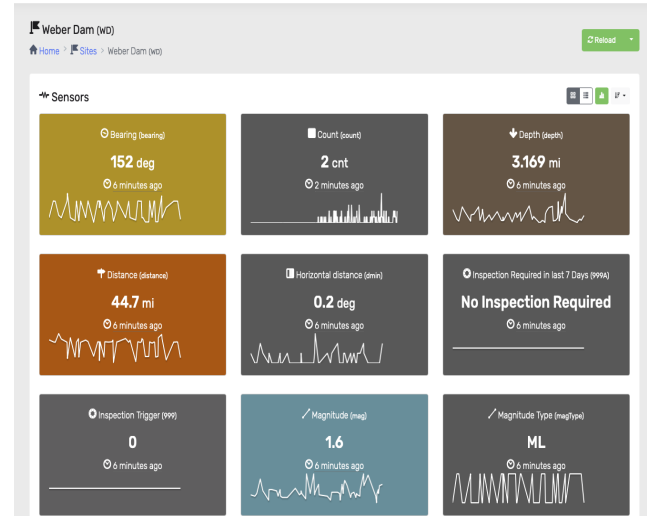 Weber Dam (WD)
Home > Sites > Weber Dam (WD)
Reload
Sensors
Bearing (bearing)
152 deg
6 minutes ago
Count (count)
2 cnt
2 minutes ago
Depth (depth)
3.169 mi
6 minutes ago
Distance (distance)
44.7 mi
6 minutes ago
Horizontal distance (dmin)
0.2 deg
6 minutes ago
Inspection Required in last 7 Days (999A)
No Inspection Required
6 minutes ago
Inspection Trigger (999)
0
6 minutes ago
Magnitude (mag)
1.6
6 minutes ago
Magnitude Type (magType)
ML
6 minutes ago